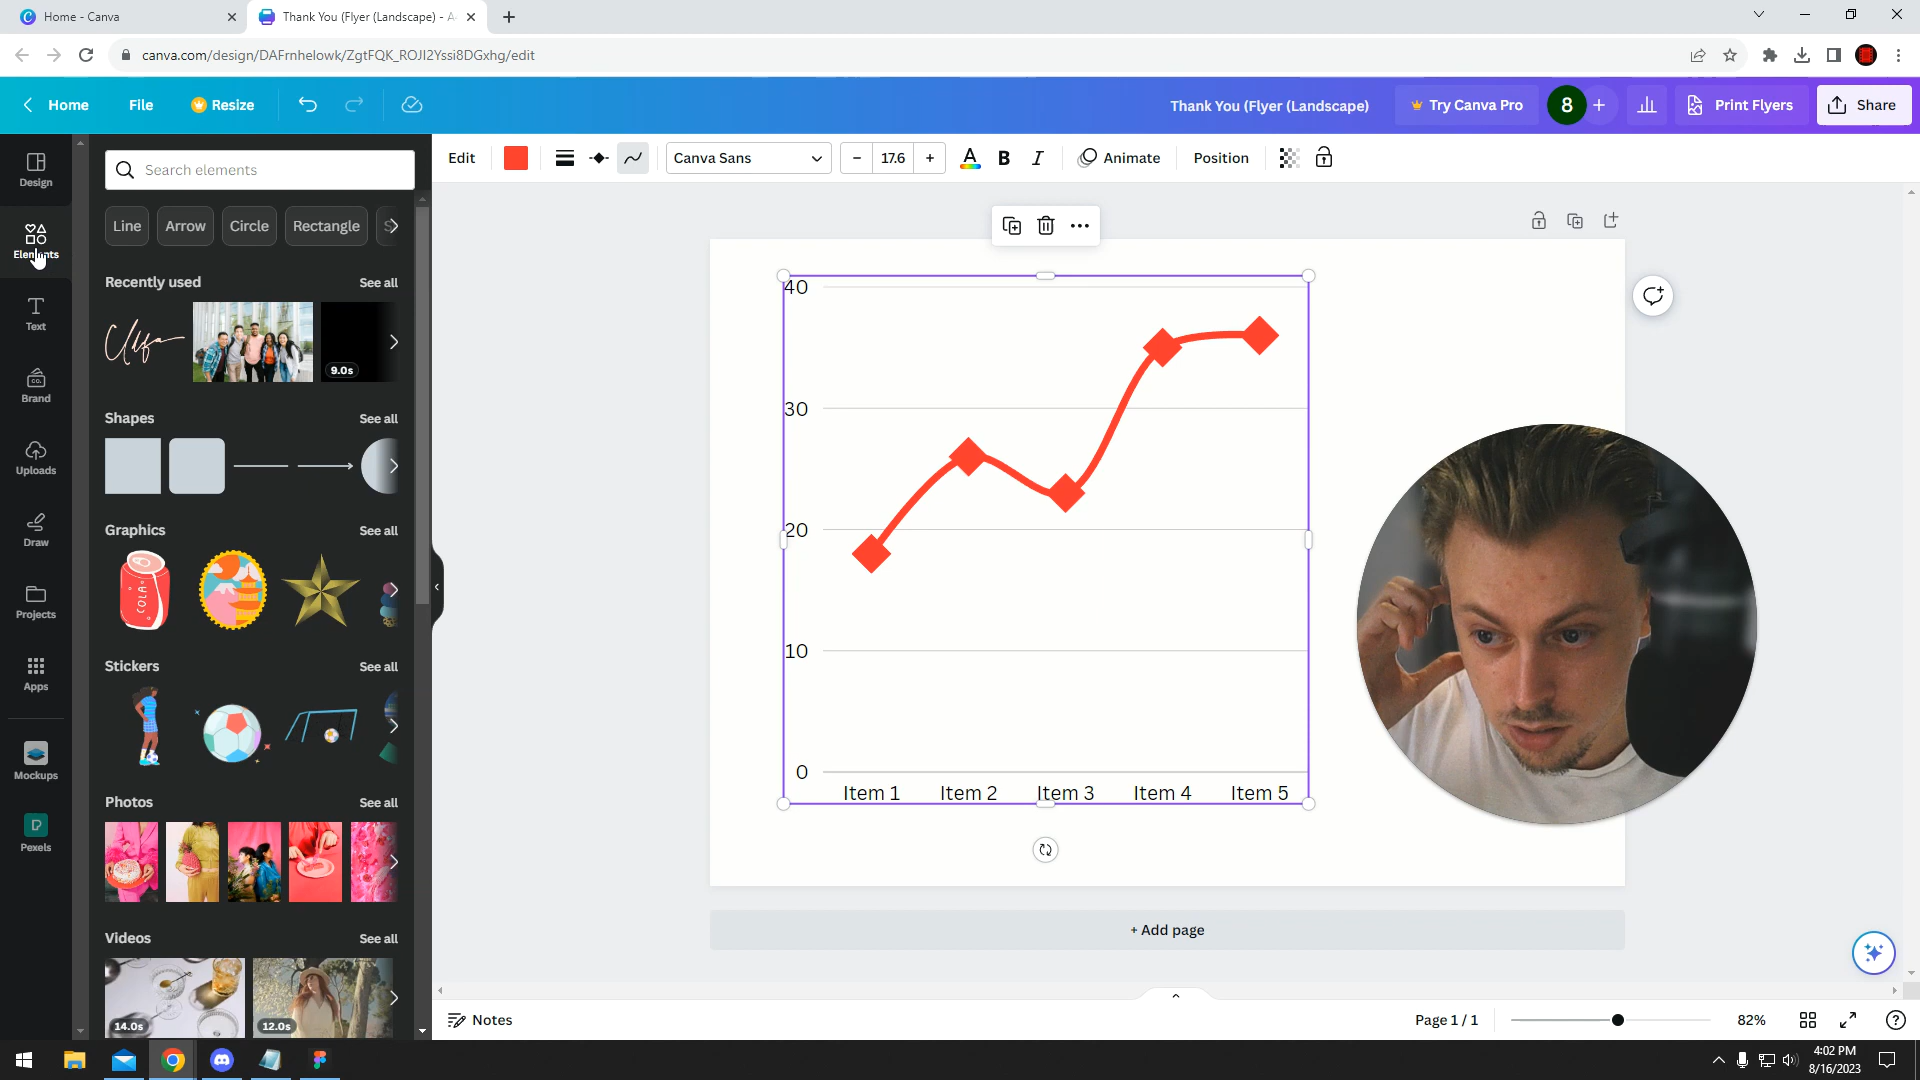 Home - Canva
Thank You (Flyer (Landscape) - A
canva.com/design/DAFrnhelowk/ZgtFQK_ROJI2Yssi8DGxhg/edit
Home
File
Resize
Thank You (Flyer (Landscape)
Try Canva Pro
8
Print Flyers
Share
Design
Elements
Text
Brand
Uploads
Draw
Projects
Apps
Mockups
Pexels
CO.
Search elements
Line
Arrow
Circle
Rectangle
S
Recently used
See all
9.0s
Shapes
See all
Graphics
See all
COLA
Stickers
See all
Photos
See all
Videos
See all
14.0s
12.0s
Edit
Canva Sans
17.6
A
B
I
Animate
Position
40
30
20
10
0
Item 1
Item 2
Item 3
Item 4
Item 5
+ Add page
Notes
Page 1 / 1
82%
4:02 PM
8/16/2023